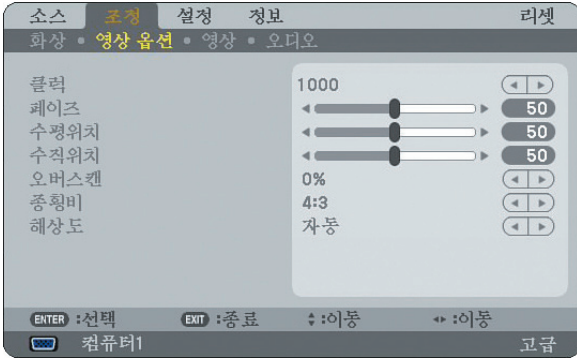 소스 조정 설정 정보 리셋
화상 • 영상 옵션 • 영상 • 오디오
클럭 1000
페이즈 50
수평위치 50
수직위치 50
오버스캔 0%
종횡비 4:3
해상도 자동
ENTER :선택 EXIT :종료 :이동 :이동
컴퓨터1 고급